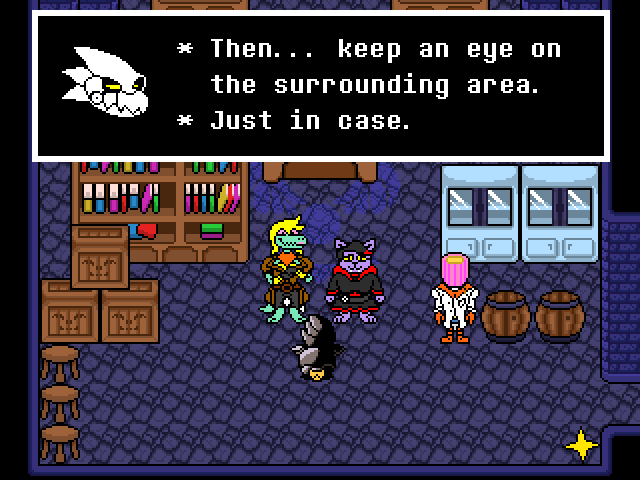 * Then... keep an eye on
the surrounding area.
* Just in case.